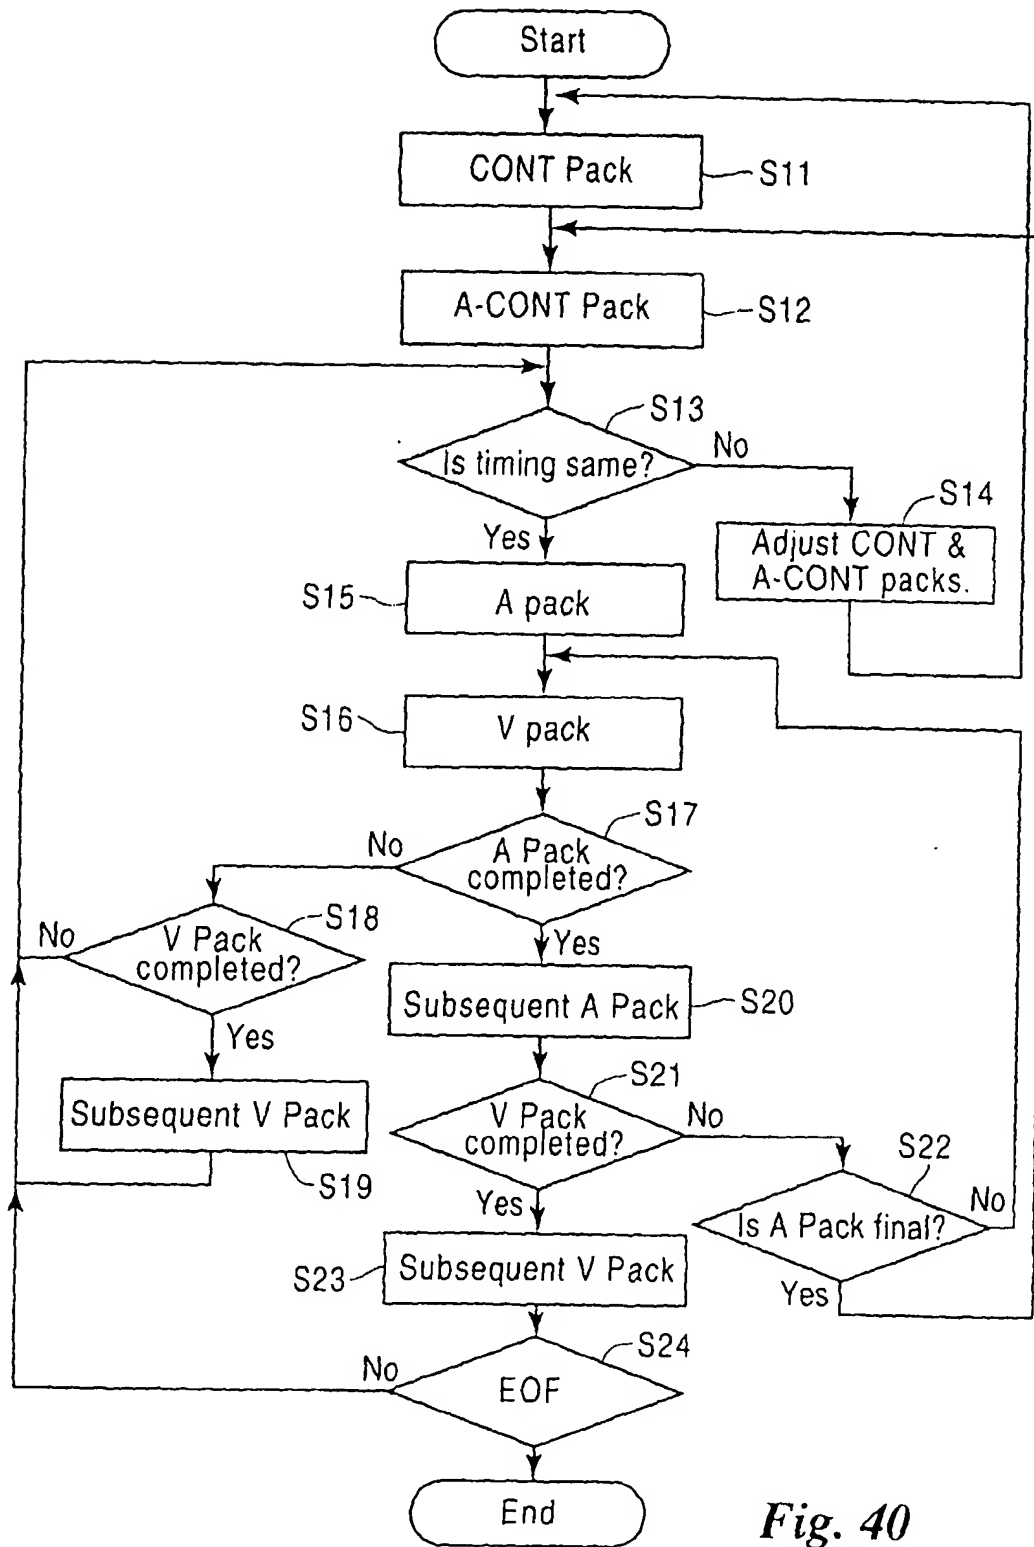 Start
CONT Pack
S11
A-CONT Pack
S12
S13
Is timing same?
No
S14
Yes
Adjust CONT &
A-CONT packs.
S15
A pack
S16
V pack
S17
No
A Pack
completed?
S18
No
V Pack
completed?
Yes
Subsequent A Pack
S20
Yes
S21
Subsequent V Pack
V Pack
completed?
No
S22
S19
Yes
Is A Pack final?
No
S23
Subsequent V Pack
Yes
S24
No
EOF
End
Fig. 40